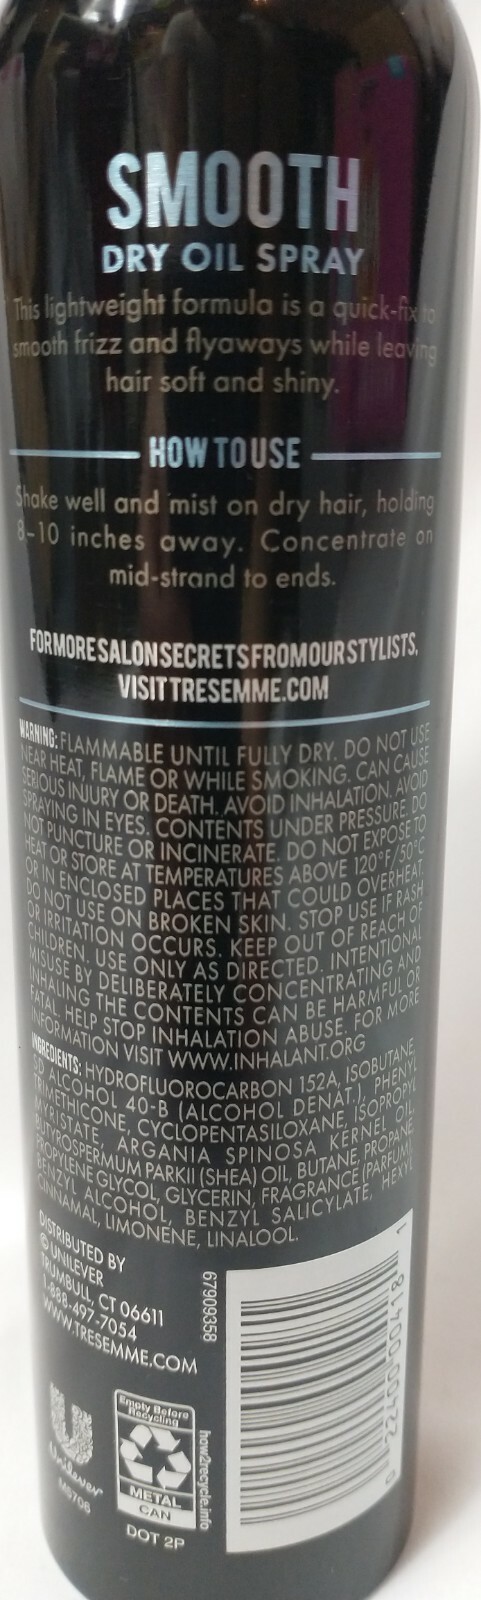 SMOOTH
DRY OIL SPRAY
This lightweight formula is a quick-fix to
smooth frizz and flyaways while leaving
hair soft and shiny.
HOW TO USE
Shake well and mist on dry hair, holding
8-10 inches away. Concentrate on
mid-strand to ends.
FOR MORE SALON SECRETS FROM OUR STYLISTS,
VISIT TRESEMME.COM
WARNING: FLAMMABLE UNTIL FULLY DRY. DO NOT USE
NEAR HEAT, FLAME OR WHILE SMOKING. CAN CAUSE
SERIOUS INJURY OR DEATH. AVOID INHALATION. AVOID
SPRAYING IN EYES. CONTENTS UNDER PRESSURE. DO
NOT PUNCTURE OR INCINERATE. DO NOT EXPOSE TO
HEAT OR STORE AT TEMPERATURES ABOVE 120°F/50°C
OR IN ENCLOSED PLACES THAT COULD OVERHEAT.
DO NOT USE ON BROKEN SKIN. STOP USE IF RASH
OR IRRITATION OCCURS. KEEP OUT OF REACH OF
CHILDREN. USE ONLY AS DIRECTED. INTENTIONAL
MISUSE BY DELIBERATELY CONCENTRATING AND
INHALING THE CONTENTS CAN BE HARMFUL OR
FATAL. HELP STOP INHALATION ABUSE. FOR MORE
INFORMATION VISIT WWW.INHALANT.ORG
INGREDIENTS: HYDROFLUOROCARBON 152A, ISOBUTANE,
SD ALCOHOL 40-B (ALCOHOL DENAT.), PHENYL
TRIMETHICONE, CYCLOPENTASILOXANE, ISOPROPYL
MYRISTATE, ARGANIA SPINOSA KERNEL OIL,
BUTYROSPERMUM PARKII (SHEA) OIL, BUTANE, PROPANE,
PROPYLENE GLYCOL, GLYCERIN, FRAGRANCE (PARFUM),
BENZYL ALCOHOL, BENZYL SALICYLATE, HEXYL
CINNAMAL, LIMONENE, LINALOOL.
DISTRIBUTED BY
© UNILEVER
TRUMBULL, CT 06611
1-888-497-7054
WWW.TRESEMME.COM
67909358
0 22400 00418 1
Unilever
M9706
Empty Before
Recycling
METAL
CAN
how2recycle.info
DOT 2P